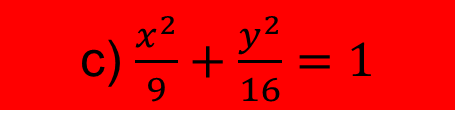 c) x²/9 + y²/16 = 1